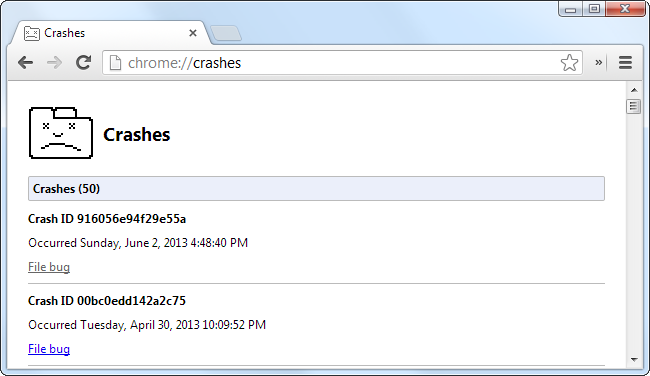 Crashes
chrome://crashes
Crashes
Crashes (50)
Crash ID 916056e94f29e55a
Occurred Sunday, June 2, 2013 4:48:40 PM
File bug
Crash ID 00bc0edd142a2c75
Occurred Tuesday, April 30, 2013 10:09:52 PM
File bug